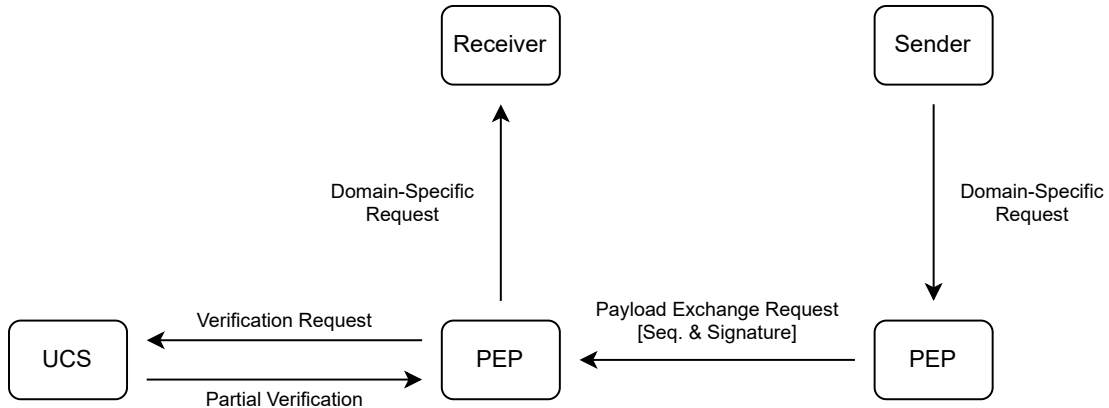 Receiver
Sender
Domain-Specific
Request
Domain-Specific
Request
Verification Request
Payload Exchange Request
[Seq. & Signature]
UCS
PEP
PEP
Partial Verification